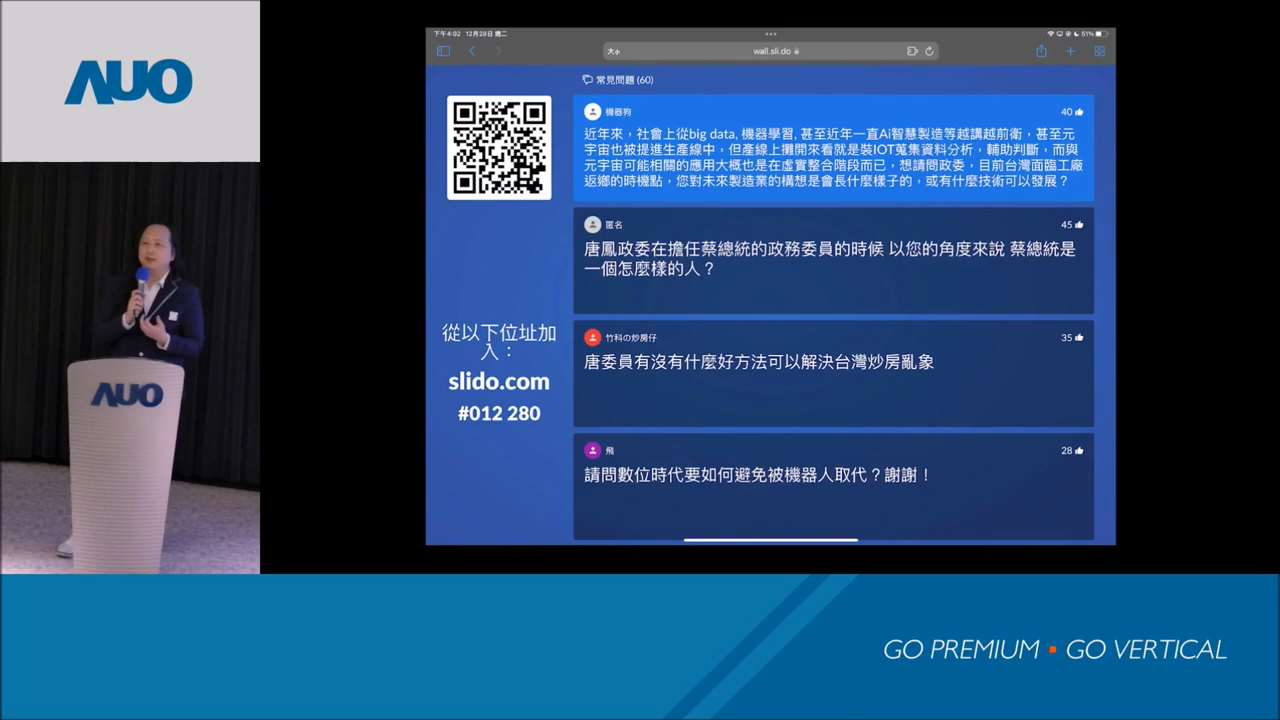 AUO
AUO
下午4:02 12月28日 週二
51%
大小
wall.sli.do
常見問題 (60)
機器狗
40
近年來，社會上從big data, 機器學習, 甚至近年一直Ai智慧製造等越講越前衛，甚至元
宇宙也被提進生產線中，但產線上攤開來看就是裝IOT蒐集資料分析，輔助判斷，而與
元宇宙可能相關的應用大概也是在虛實整合階段而已，想請問政委，目前台灣面臨工廠
返鄉的時機點，您對未來製造業的構想是會長什麼樣子的，或有什麼技術可以發展？
匿名
45
唐鳳政委在擔任蔡總統的政務委員的時候 以您的角度來說 蔡總統是
一個怎麼樣的人？
竹科の炒房仔
35
唐委員有沒有什麼好方法可以解決台灣炒房亂象
飛
28
請問數位時代要如何避免被機器人取代？謝謝！
從以下位址加
入：
slido.com
#012 280
GO PREMIUM ▪ GO VERTICAL